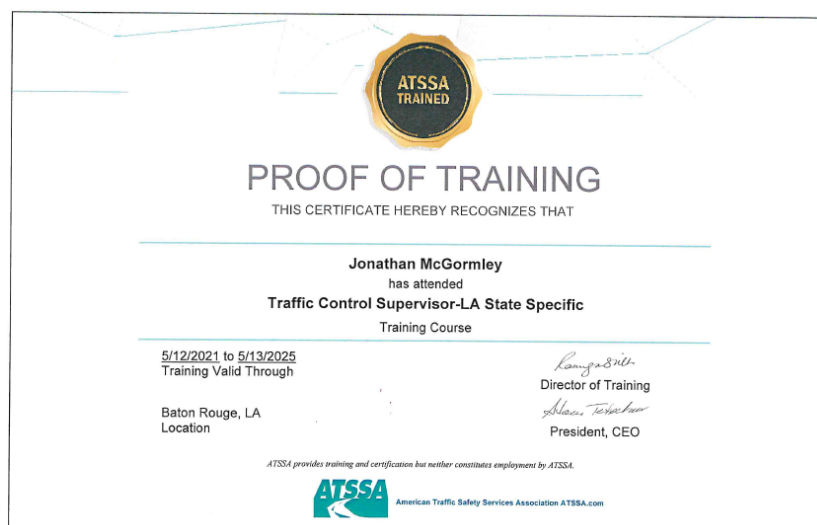 ATSSA
TRAINED
PROOF OF TRAINING
THIS CERTIFICATE HEREBY RECOGNIZES THAT
Jonathan McGormley
has attended
Traffic Control Supervisor-LA State Specific
Training Course
5/12/2021 to 5/13/2025
Training Valid Through
Director of Training
Baton Rouge, LA
Location
President, CEO
ATSSA provides training and certification but neither constitutes employment by ATSSA.
ATSSA American Traffic Safety Services Association ATSSA.com